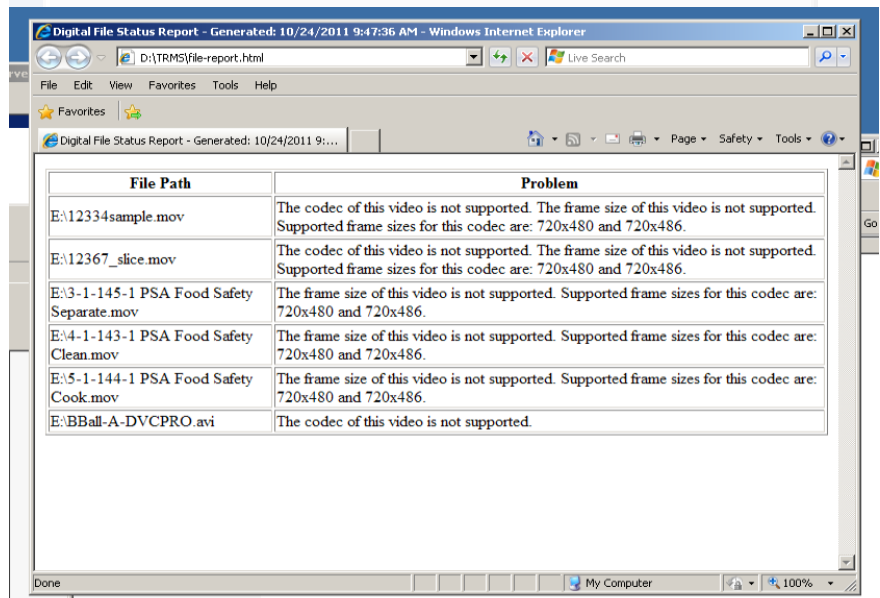 Digital File Status Report - Generated: 10/24/2011 9:47:36 AM - Windows Internet Explorer
D:\TRMS\file-report.html
Live Search
File Edit View Favorites Tools Help
Favorites
Digital File Status Report - Generated: 10/24/2011 9:...
Page Safety Tools
Go
File Path Problem
E:\12334sample.mov
The codec of this video is not supported. The frame size of this video is not supported.
Supported frame sizes for this codec are: 720x480 and 720x486.
E:\12367_slice.mov
The codec of this video is not supported. The frame size of this video is not supported.
Supported frame sizes for this codec are: 720x480 and 720x486.
E:\3-1-145-1 PSA Food Safety
Separate.mov
The frame size of this video is not supported. Supported frame sizes for this codec are:
720x480 and 720x486.
E:\4-1-143-1 PSA Food Safety
Clean.mov
The frame size of this video is not supported. Supported frame sizes for this codec are:
720x480 and 720x486.
E:\5-1-144-1 PSA Food Safety
Cook.mov
The frame size of this video is not supported. Supported frame sizes for this codec are:
720x480 and 720x486.
E:\BBall-A-DVCPRO.avi
The codec of this video is not supported.
Done
My Computer
100%